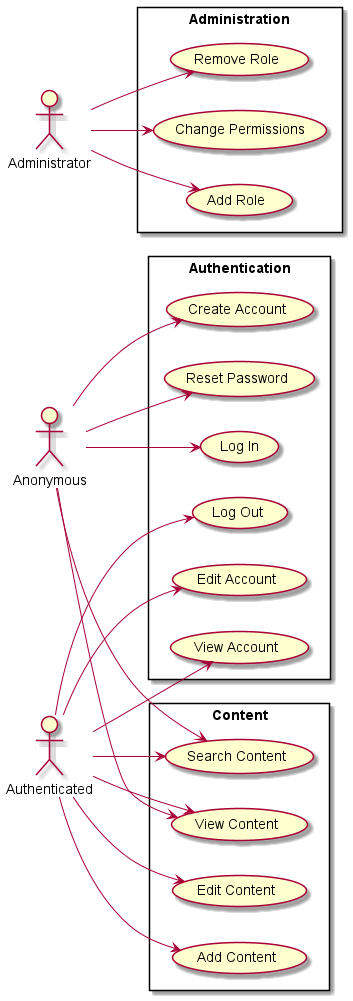 Administration
Remove Role
Change Permissions
Administrator
Add Role
Authentication
Create Account
Reset Password
Log In
Anonymous
Log Out
Edit Account
View Account
Content
Search Content
Authenticated
View Content
Edit Content
Add Content